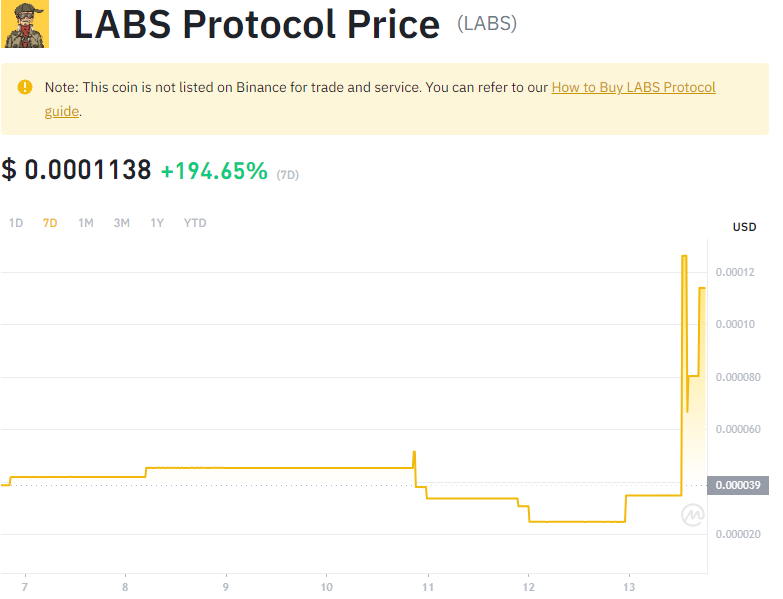 LABS Protocol Price (LABS)
Note: This coin is not listed on Binance for trade and service. You can refer to our How to Buy LABS Protocol
guide.
$ 0.0001138 +194.65% (7D)
1D 7D 1M 3M 1Y YTD
USD
0.00012
0.00010
0.000080
0.000060
0.000039
0.000020
7 8 9 10 11 12 13